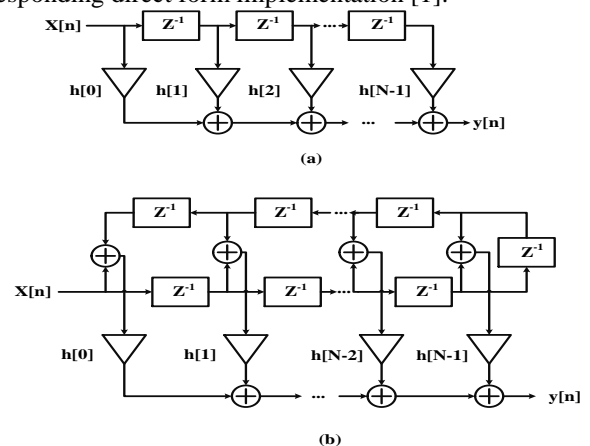 responding direct form implementation [1].
X[n] Z-1 Z-1 ... Z-1
h[0] h[1] h[2] h[N-1]
... y[n]
(a)
Z-1 Z-1 ... Z-1
Z-1
X[n] Z-1 Z-1 ... Z-1
h[0] h[1] h[N-2] h[N-1]
... y[n]
(b)